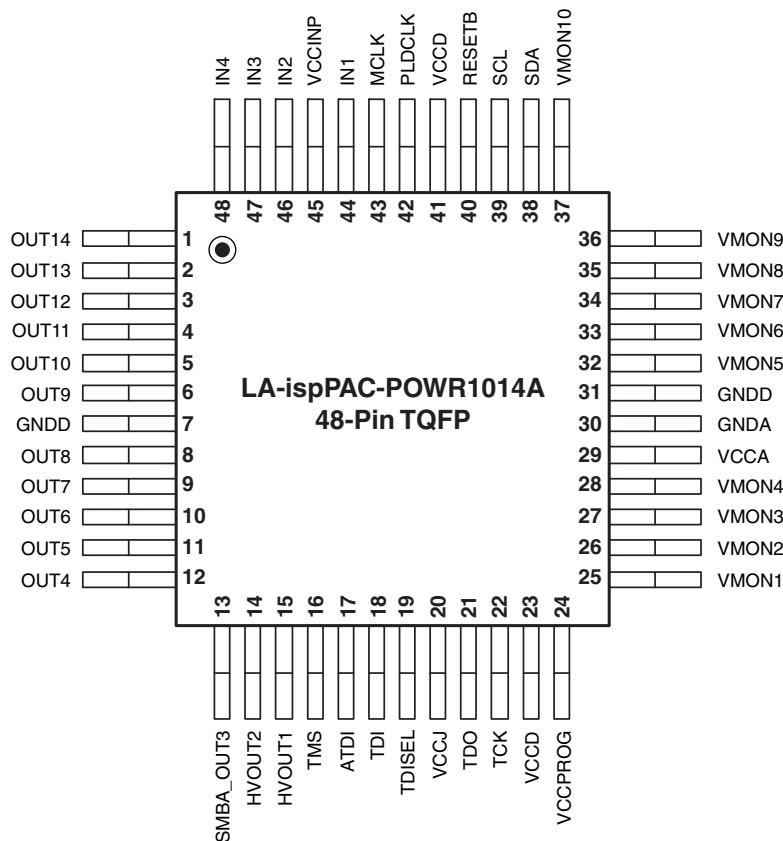 IN4
IN3
IN2
VCCINP
IN1
MCLK
PLDCLK
VCCD
RESETB
SCL
SDA
VMON10
48
47
46
45
44
43
42
41
40
39
38
37
OUT14 1
OUT13 2
OUT12 3
OUT11 4
OUT10 5
OUT9 6
GNDD 7
OUT8 8
OUT7 9
OUT6 10
OUT5 11
OUT4 12
LA-ispPAC-POWR1014A
48-Pin TQFP
36 VMON9
35 VMON8
34 VMON7
33 VMON6
32 VMON5
31 GNDD
30 GNDA
29 VCCA
28 VMON4
27 VMON3
26 VMON2
25 VMON1
13
14
15
16
17
18
19
20
21
22
23
24
SMBA_OUT3
HVOUT2
HVOUT1
TMS
ATDI
TDI
TDISEL
VCCJ
TDO
TCK
VCCD
VCCPROG